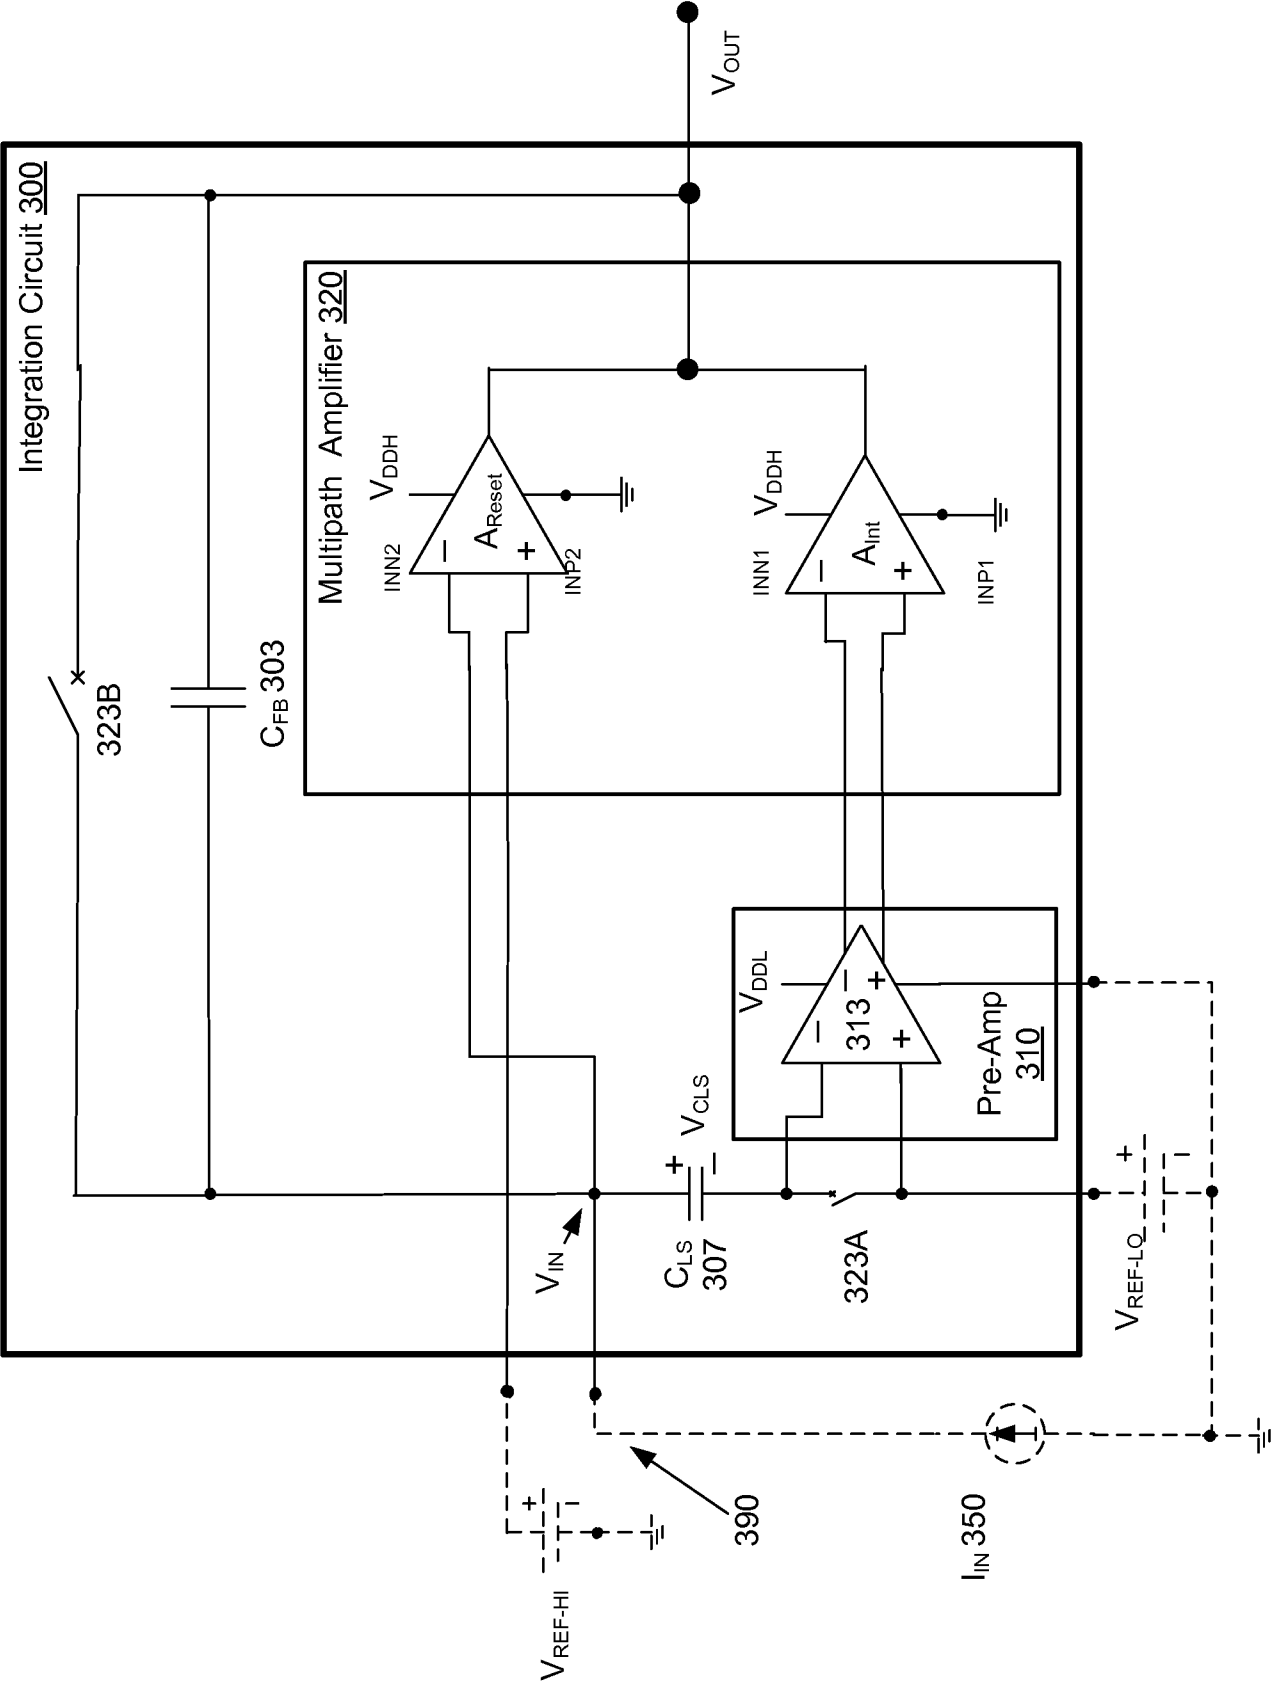 Integration Circuit 300
323B
CFB 303
Multipath Amplifier 320
VDDH
INN2
−
AReset
+
INP2
VDDH
INN1
−
AInt
+
INP1
VOUT
VDDL
−
−
313
+
+
Pre-Amp
310
VIN
CLS
307
+
−
VCLS
323A
VREF-LO
+
−
VREF-HI
+
−
390
IIN 350